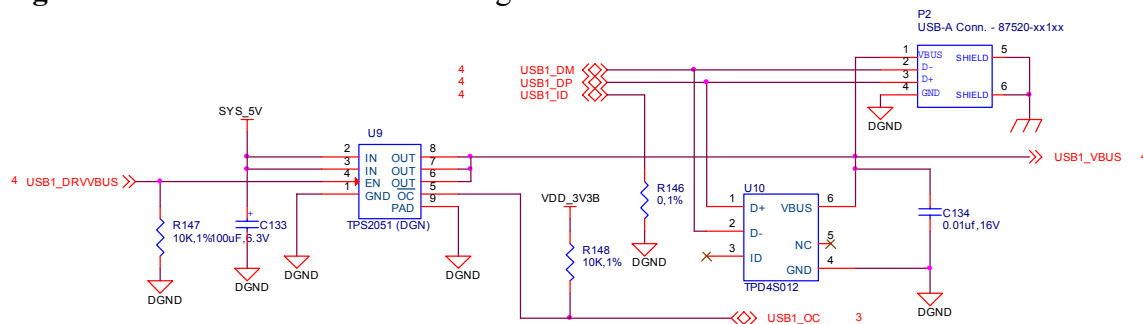 P2
USB-A Conn. - 87520-xx1xx
1 VBUS SHIELD 5
2 D-
3 D+
4 GND SHIELD 6
DGND
4 USB1_DM
4 USB1_DP
4 USB1_ID
SYS_5V
U9
2 IN OUT 8
3 IN OUT 7
4 EN OUT 6
1 GND OC 5
PAD 9
TPS2051 (DGN)
4 USB1_DRVVBUS
USB1_VBUS
R147
10K,1%
+
C133
100uF,6.3V
DGND
DGND
DGND
DGND
VDD_3V3B
R148
10K,1%
R146
0,1%
DGND
U10
1 D+ VBUS 6
2 D-
NC 5
3 ID
GND 4
TPD4S012
C134
0.01uf,16V
DGND
USB1_OC 3